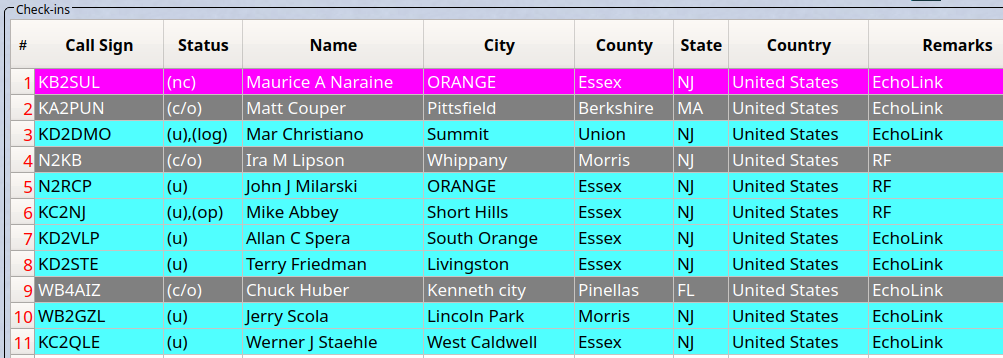 Check-ins
# Call Sign Status Name City County State Country Remarks
1 KB2SUL (nc) Maurice A Naraine ORANGE Essex NJ United States EchoLink
2 KA2PUN (c/o) Matt Couper Pittsfield Berkshire MA United States EchoLink
3 KD2DMO (u),(log) Mar Christiano Summit Union NJ United States EchoLink
4 N2KB (c/o) Ira M Lipson Whippany Morris NJ United States RF
5 N2RCP (u) John J Milarski ORANGE Essex NJ United States RF
6 KC2NJ (u),(op) Mike Abbey Short Hills Essex NJ United States RF
7 KD2VLP (u) Allan C Spera South Orange Essex NJ United States EchoLink
8 KD2STE (u) Terry Friedman Livingston Essex NJ United States EchoLink
9 WB4AIZ (c/o) Chuck Huber Kenneth city Pinellas FL United States EchoLink
10 WB2GZL (u) Jerry Scola Lincoln Park Morris NJ United States EchoLink
11 KC2QLE (u) Werner J Staehle West Caldwell Essex NJ United States EchoLink